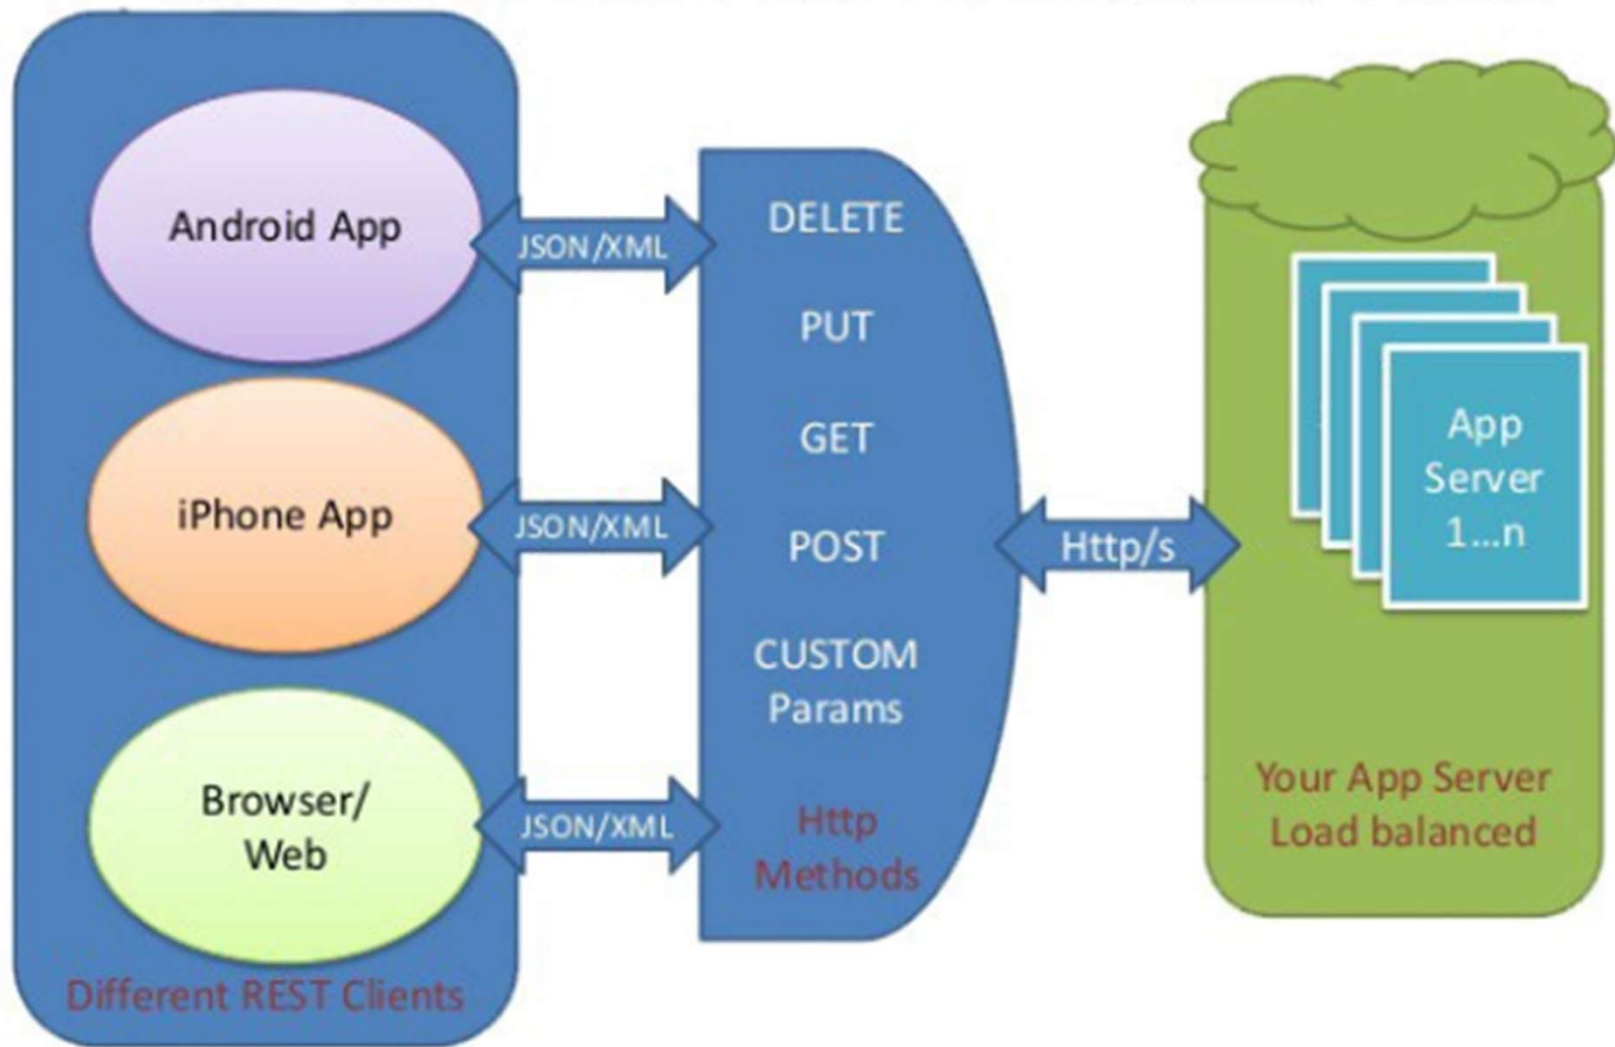 Android App
iPhone App
Browser/
Web
Different REST Clients
JSON/XML
JSON/XML
JSON/XML
DELETE
PUT
GET
POST
CUSTOM
Params
Http
Methods
Http/s
App
Server
1...n
Your App Server
Load balanced